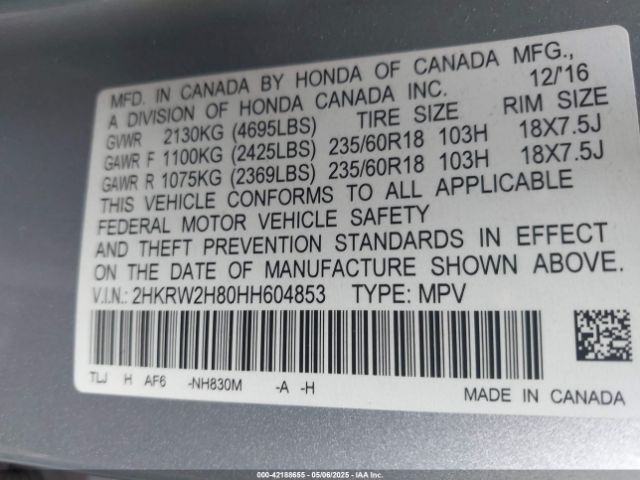 MFD. IN CANADA BY HONDA OF CANADA MFG.,
A DIVISION OF HONDA CANADA INC. 12/'16
GVWR 2130KG (4695LBS) TIRE SIZE RIM SIZE
GAWR F 1100KG (2425LBS) 235/60R18 103H 18X7.5J
GAWR R 1075KG (2369LBS) 235/60R18 103H 18X7.5J
THIS VEHICLE CONFORMS TO ALL APPLICABLE
FEDERAL MOTOR VEHICLE SAFETY
AND THEFT PREVENTION STANDARDS IN EFFECT
ON THE DATE OF MANUFACTURE SHOWN ABOVE.
V.I.N.: 2HKRW2H80HH604853 TYPE: MPV
TLJ H AF6 -NH830M -A -H
MADE IN CANADA
000-42188655 05/06/2025 IAAI.COM